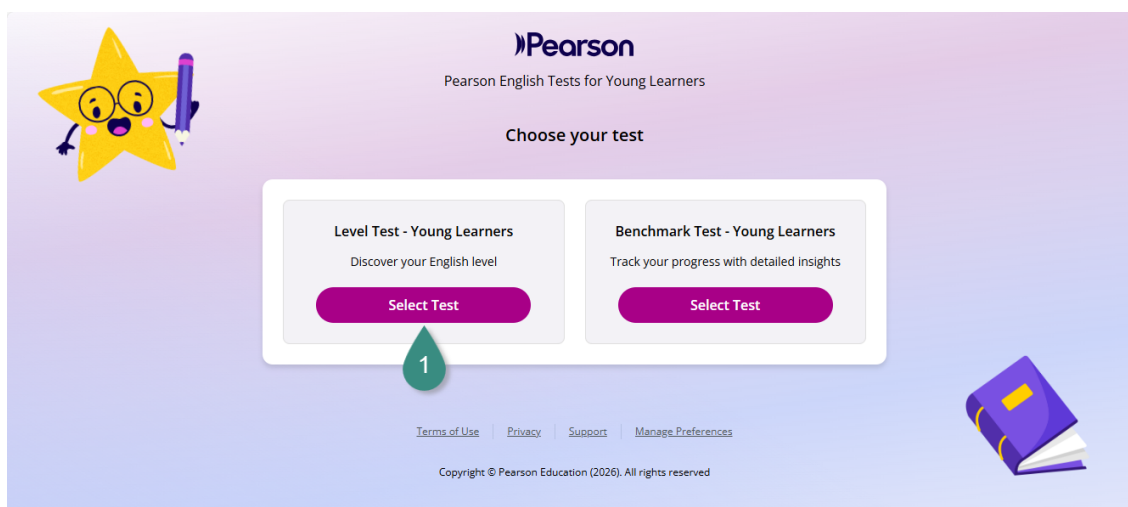 Pearson
Pearson English Tests for Young Learners
Choose your test
Level Test - Young Learners
Discover your English level
Select Test
1
Benchmark Test - Young Learners
Track your progress with detailed insights
Select Test
Terms of Use Privacy Support Manage Preferences
Copyright © Pearson Education (2026). All rights reserved